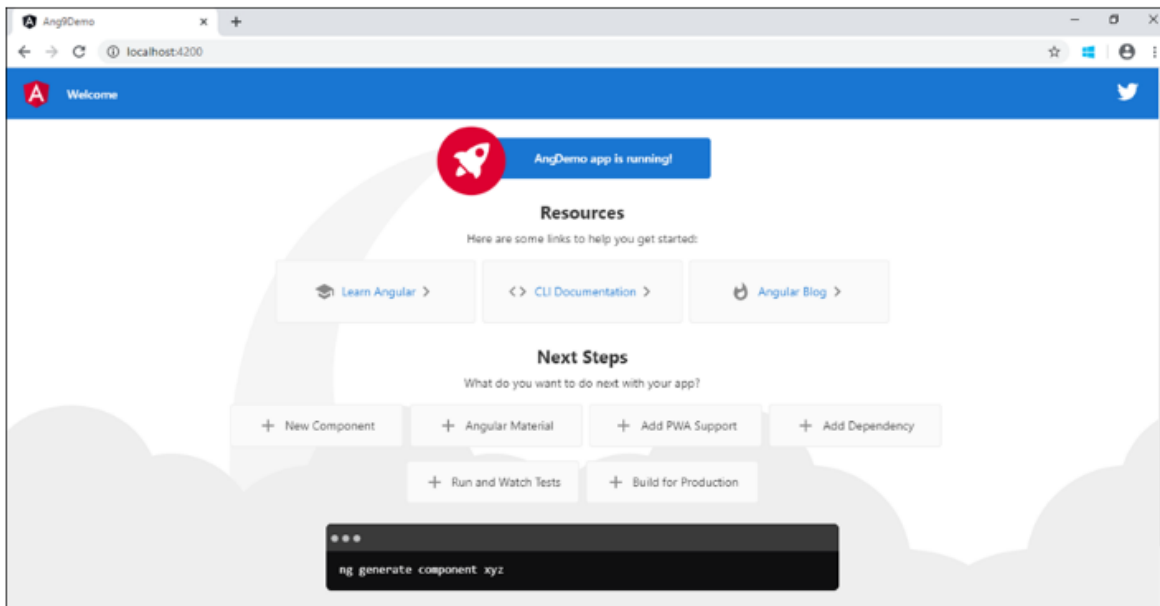 Ang9Demo
localhost:4200
Welcome
AngDemo app is running!
Resources
Here are some links to help you get started:
Learn Angular
CLI Documentation
Angular Blog
Next Steps
What do you want to do next with your app?
New Component
Angular Material
Add PWA Support
Add Dependency
Run and Watch Tests
Build for Production
ng generate component xyz